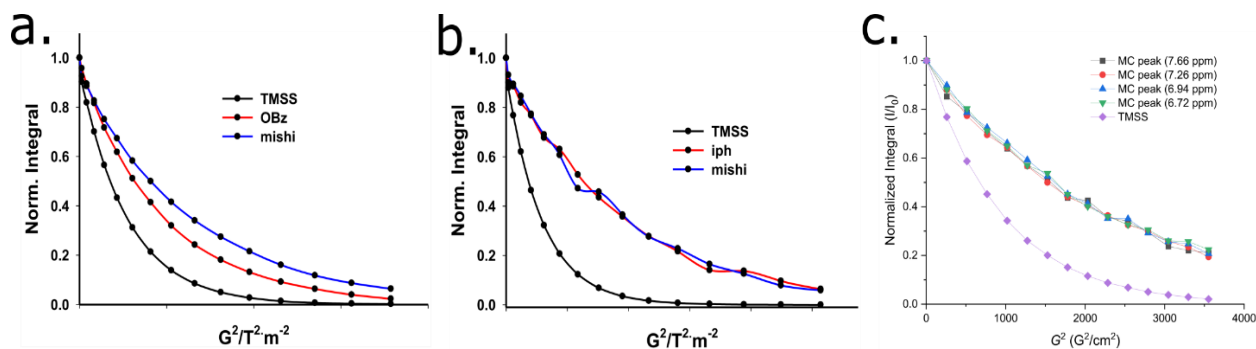 a.
1.0
0.8
0.6
0.4
0.2
0.0
Norm. Integral
TMSS
OBz
mishi
G²/T²·m⁻²
b.
1.0
0.8
0.6
0.4
0.2
0.0
Norm. Integral
TMSS
iph
mishi
G²/T²·m⁻²
c.
1.0
0.8
0.6
0.4
0.2
0.0
Normalized Integral (I/I₀)
MC peak (7.66 ppm)
MC peak (7.26 ppm)
MC peak (6.94 ppm)
MC peak (6.72 ppm)
TMSS
0 1000 2000 3000 4000
G² (G²/cm²)